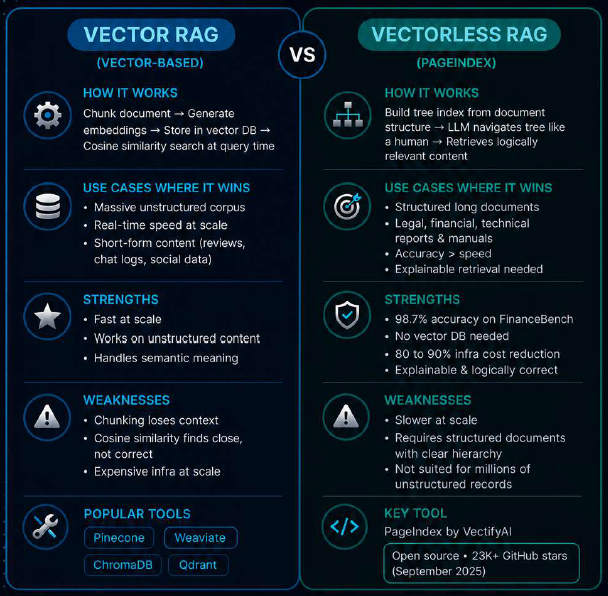 VECTOR RAG
(VECTOR-BASED)
VS
VECTORLESS RAG
(PAGEINDEX)
HOW IT WORKS
Chunk document → Generate
embeddings → Store in vector DB →
Cosine similarity search at query time
USE CASES WHERE IT WINS
• Massive unstructured corpus
• Real-time speed at scale
• Short-form content (reviews,
chat logs, social data)
STRENGTHS
• Fast at scale
• Works on unstructured content
• Handles semantic meaning
WEAKNESSES
• Chunking loses context
• Cosine similarity finds close,
not correct
• Expensive infra at scale
POPULAR TOOLS
Pinecone
Weaviate
ChromaDB
Qdrant
HOW IT WORKS
Build tree index from document
structure → LLM navigates tree like
a human → Retrieves logically
relevant content
USE CASES WHERE IT WINS
• Structured long documents
• Legal, financial, technical
reports & manuals
• Accuracy > speed
• Explainable retrieval needed
STRENGTHS
• 98.7% accuracy on FinanceBench
• No vector DB needed
• 80 to 90% infra cost reduction
• Explainable & logically correct
WEAKNESSES
• Slower at scale
• Requires structured documents
with clear hierarchy
• Not suited for millions of
unstructured records
</> KEY TOOL
PageIndex by VectifyAI
Open source • 23K+ GitHub stars
(September 2025)